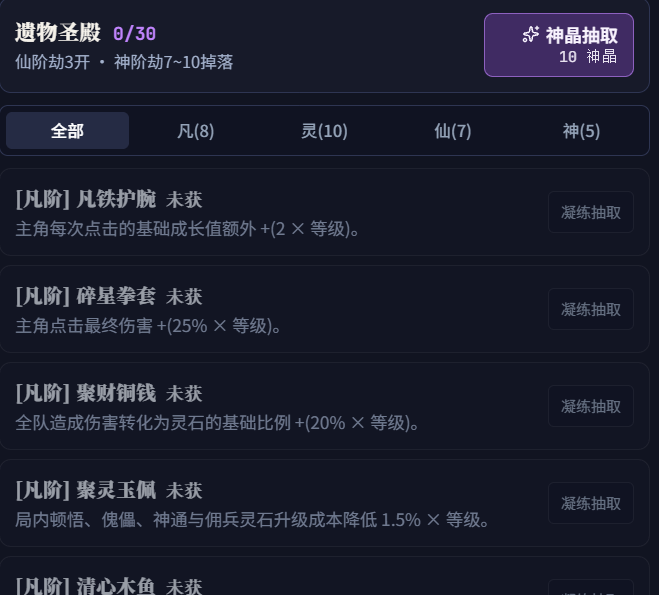 遗物圣殿 0/30
仙阶劫3开 · 神阶劫7~10掉落
神晶抽取
10 神晶
全部 凡(8) 灵(10) 仙(7) 神(5)
[凡阶] 凡铁护腕 未获
主角每次点击的基础成长值额外 +(2 × 等级)。
凝练抽取
[凡阶] 碎星拳套 未获
主角点击最终伤害 +(25% × 等级)。
凝练抽取
[凡阶] 聚财铜钱 未获
全队造成伤害转化为灵石的基础比例 +(20% × 等级)。
凝练抽取
[凡阶] 聚灵玉佩 未获
局内顿悟、傀儡、神通与佣兵灵石升级成本降低 1.5% × 等级。
凝练抽取
[凡阶] 清心木鱼 未获